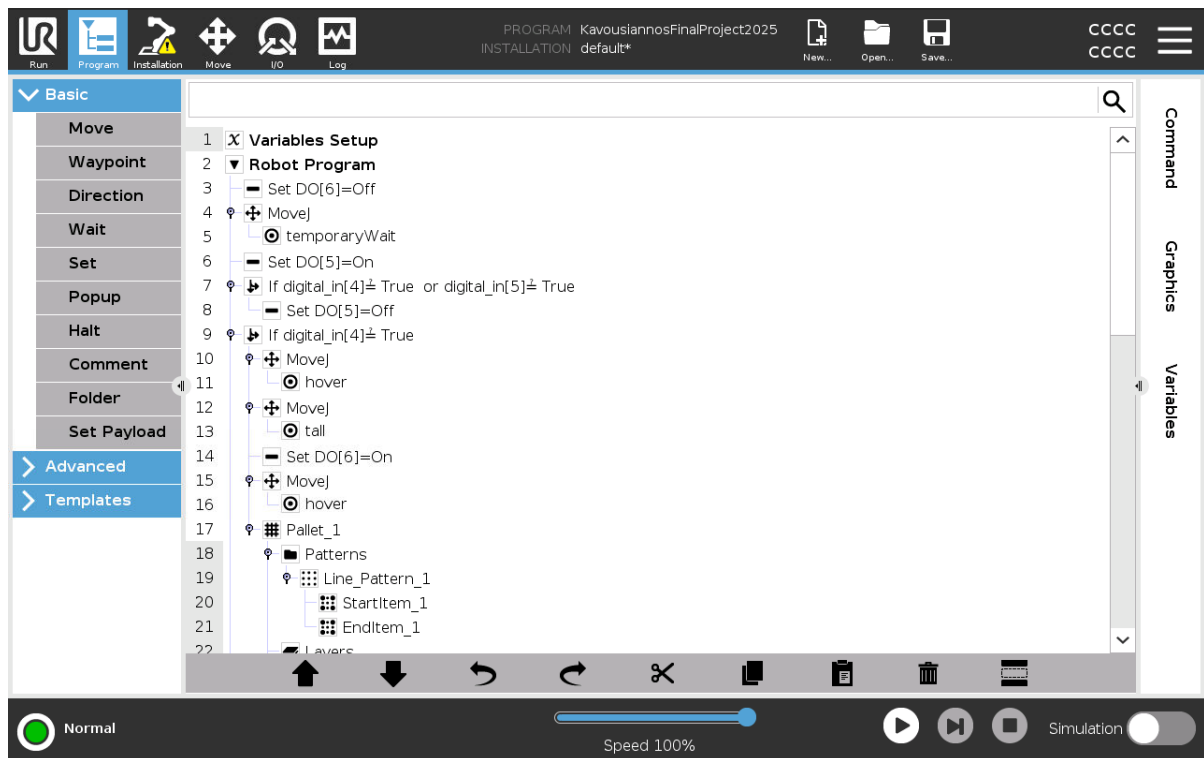 UR
Run
Program
Installation
Move
I/O
Log
PROGRAM KavousiannosFinalProject2025
INSTALLATION default*
New...
Open...
Save...
CCCC
CCCC
Basic
Move
Waypoint
Direction
Wait
Set
Popup
Halt
Comment
Folder
Set Payload
Advanced
Templates
1 X Variables Setup
2 Robot Program
3 Set DO[6]=Off
4 MoveJ
5 temporaryWait
6 Set DO[5]=On
7 If digital_in[4]≟ True or digital_in[5]≟ True
8 Set DO[5]=Off
9 If digital_in[4]≟ True
10 MoveJ
11 hover
12 MoveJ
13 tall
14 Set DO[6]=On
15 MoveJ
16 hover
17 Pallet_1
18 Patterns
19 Line_Pattern_1
20 StartItem_1
21 EndItem_1
22 Layers
Command
Graphics
Variables
Normal
Speed 100%
Simulation